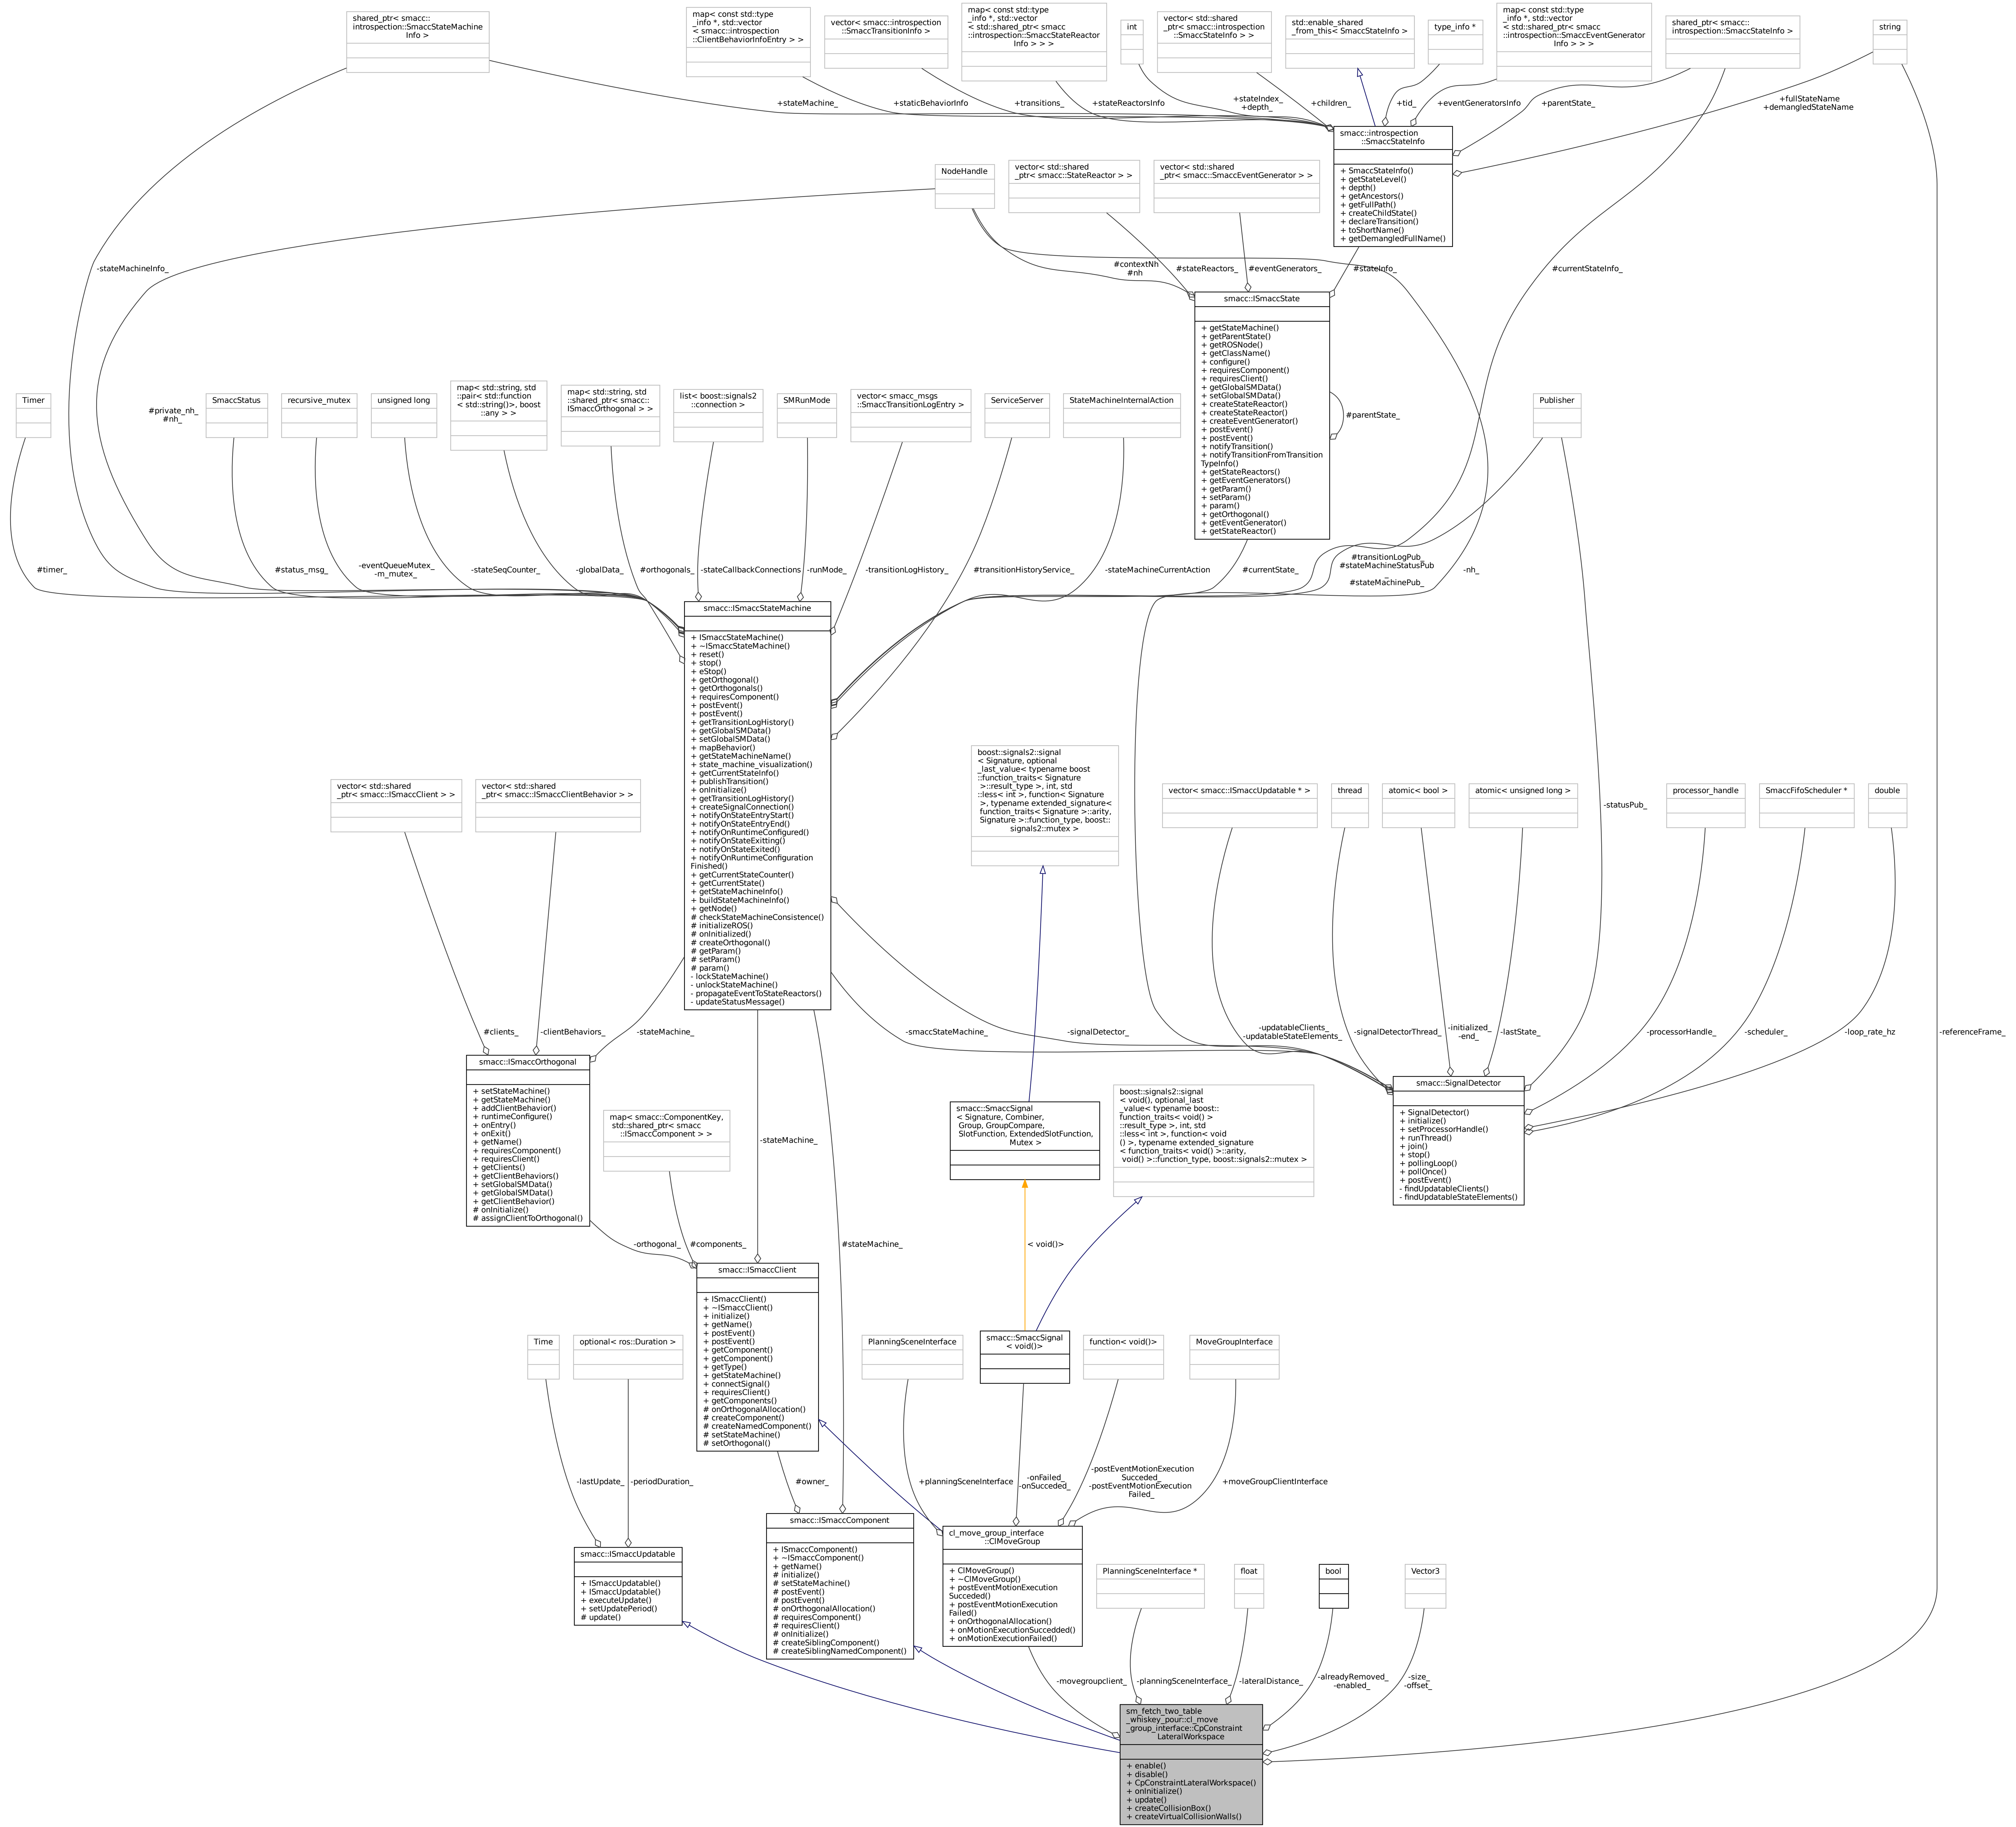 shared_ptr< smacc::
introspection::SmaccStateMachine
Info >
map< const std::type
_info *, std::vector
< smacc::introspection
::ClientBehaviorInfoEntry > >
vector< smacc::introspection
::SmaccTransitionInfo >
map< const std::type
_info *, std::vector
< std::shared_ptr< smacc
::introspection::SmaccStateReactor
Info > > >
int
vector< std::shared
_ptr< smacc::introspection
::SmaccStateInfo > >
std::enable_shared
_from_this< SmaccStateInfo >
type_info *
map< const std::type
_info *, std::vector
< std::shared_ptr< smacc
::introspection::SmaccEventGenerator
Info > > >
shared_ptr< smacc::
introspection::SmaccStateInfo >
string
+stateMachine_
+staticBehaviorInfo
+transitions_
+stateReactorsInfo
+stateIndex_
+depth_
+children_
+tid_
+eventGeneratorsInfo
+parentState_
+fullStateName
+demangledStateName
smacc::introspection
::SmaccStateInfo
+ SmaccStateInfo()
+ getStateLevel()
+ depth()
+ getAncestors()
+ getFullPath()
+ createChildState()
+ declareTransition()
+ toShortName()
+ getDemangledFullName()
NodeHandle
vector< std::shared
_ptr< smacc::StateReactor > >
vector< std::shared
_ptr< smacc::SmaccEventGenerator > >
-stateMachineInfo_
#contextNh
#nh
#stateReactors_
#eventGenerators_
#stateInfo_
#currentStateInfo_
smacc::ISmaccState
+ getStateMachine()
+ getParentState()
+ getROSNode()
+ getClassName()
+ configure()
+ requiresComponent()
+ requiresClient()
+ getGlobalSMData()
+ setGlobalSMData()
+ createStateReactor()
+ createStateReactor()
+ createEventGenerator()
+ postEvent()
+ postEvent()
+ notifyTransition()
+ notifyTransitionFromTransition
TypeInfo()
+ getStateReactors()
+ getEventGenerators()
+ getParam()
+ setParam()
+ param()
+ getOrthogonal()
+ getEventGenerator()
+ getStateReactor()
#parentState_
Timer
#private_nh_
#nh_
SmaccStatus
recursive_mutex
unsigned long
map< std::string, std
::pair< std::function
< std::string()>, boost
::any > >
map< std::string, std
::shared_ptr< smacc::
ISmaccOrthogonal > >
list< boost::signals2
::connection >
SMRunMode
vector< smacc_msgs
::SmaccTransitionLogEntry >
ServiceServer
StateMachineInternalAction
Publisher
#timer_
#status_msg_
-eventQueueMutex_
-m_mutex_
-stateSeqCounter_
-globalData_
#orthogonals_
-stateCallbackConnections
-runMode_
-transitionLogHistory_
#transitionHistoryService_
-stateMachineCurrentAction
#currentState_
#transitionLogPub_
#stateMachineStatusPub
_
#stateMachinePub_
-nh_
smacc::ISmaccStateMachine
+ ISmaccStateMachine()
+ ~ISmaccStateMachine()
+ reset()
+ stop()
+ eStop()
+ getOrthogonal()
+ getOrthogonals()
+ requiresComponent()
+ postEvent()
+ postEvent()
+ getTransitionLogHistory()
+ getGlobalSMData()
+ setGlobalSMData()
+ mapBehavior()
+ getStateMachineName()
+ state_machine_visualization()
+ getCurrentStateInfo()
+ publishTransition()
+ onInitialize()
+ getTransitionLogHistory()
+ createSignalConnection()
+ notifyOnStateEntryStart()
+ notifyOnStateEntryEnd()
+ notifyOnRuntimeConfigured()
+ notifyOnStateExitting()
+ notifyOnStateExited()
+ notifyOnRuntimeConfiguration
Finished()
+ getCurrentStateCounter()
+ getCurrentState()
+ getStateMachineInfo()
+ buildStateMachineInfo()
+ getNode()
# checkStateMachineConsistence()
# initializeROS()
# onInitialized()
# createOrthogonal()
# getParam()
# setParam()
# param()
- lockStateMachine()
- unlockStateMachine()
- propagateEventToStateReactors()
- updateStatusMessage()
vector< std::shared
_ptr< smacc::ISmaccClient > >
vector< std::shared
_ptr< smacc::ISmaccClientBehavior > >
boost::signals2::signal
< Signature, optional
_last_value< typename boost
::function_traits< Signature
>::result_type >, int, std
::less< int >, function< Signature
>, typename extended_signature<
function_traits< Signature >::arity,
Signature >::function_type, boost::
signals2::mutex >
vector< smacc::ISmaccUpdatable * >
thread
atomic< bool >
atomic< unsigned long >
-statusPub_
processor_handle
SmaccFifoScheduler *
double
#clients_
-clientBehaviors_
-stateMachine_
-smaccStateMachine_
-signalDetector_
-updatableClients_
-updatableStateElements_
-signalDetectorThread_
-initialized_
-end_
-lastState_
-processorHandle_
-scheduler_
-loop_rate_hz
-referenceFrame_
smacc::ISmaccOrthogonal
+ setStateMachine()
+ getStateMachine()
+ addClientBehavior()
+ runtimeConfigure()
+ onEntry()
+ onExit()
+ getName()
+ requiresComponent()
+ requiresClient()
+ getClients()
+ getClientBehaviors()
+ setGlobalSMData()
+ getGlobalSMData()
+ getClientBehavior()
# onInitialize()
# assignClientToOrthogonal()
map< smacc::ComponentKey,
std::shared_ptr< smacc
::ISmaccComponent > >
-stateMachine_
smacc::SmaccSignal
< Signature, Combiner,
Group, GroupCompare,
SlotFunction, ExtendedSlotFunction,
Mutex >
boost::signals2::signal
< void(), optional_last
_value< typename boost::
function_traits< void() >
::result_type >, int, std
::less< int >, function< void
() >, typename extended_signature
< function_traits< void() >::arity,
void() >::function_type, boost::signals2::mutex >
smacc::SignalDetector
+ SignalDetector()
+ initialize()
+ setProcessorHandle()
+ runThread()
+ join()
+ stop()
+ pollingLoop()
+ pollOnce()
+ postEvent()
- findUpdatableClients()
- findUpdatableStateElements()
-orthogonal_
#components_
#stateMachine_
< void()>
smacc::ISmaccClient
+ ISmaccClient()
+ ~ISmaccClient()
+ initialize()
+ getName()
+ postEvent()
+ postEvent()
+ getComponent()
+ getComponent()
+ getType()
+ getStateMachine()
+ connectSignal()
+ requiresClient()
+ getComponents()
# onOrthogonalAllocation()
# createComponent()
# createNamedComponent()
# setStateMachine()
# setOrthogonal()
Time
optional< ros::Duration >
PlanningSceneInterface
smacc::SmaccSignal
< void()>
function< void()>
MoveGroupInterface
-lastUpdate_
-periodDuration_
#owner_
+planningSceneInterface
-onFailed_
-onSucceded_
-postEventMotionExecution
Succeded_
-postEventMotionExecution
Failed_
+moveGroupClientInterface
smacc::ISmaccUpdatable
+ ISmaccUpdatable()
+ ISmaccUpdatable()
+ executeUpdate()
+ setUpdatePeriod()
# update()
smacc::ISmaccComponent
+ ISmaccComponent()
+ ~ISmaccComponent()
+ getName()
# initialize()
# setStateMachine()
# postEvent()
# postEvent()
# onOrthogonalAllocation()
# requiresComponent()
# requiresClient()
# onInitialize()
# createSiblingComponent()
# createSiblingNamedComponent()
cl_move_group_interface
::ClMoveGroup
+ ClMoveGroup()
+ ~ClMoveGroup()
+ postEventMotionExecution
Succeded()
+ postEventMotionExecution
Failed()
+ onOrthogonalAllocation()
+ onMotionExecutionSuccedded()
+ onMotionExecutionFailed()
PlanningSceneInterface *
float
bool
Vector3
-movegroupclient_
-planningSceneInterface_
-lateralDistance_
-alreadyRemoved_
-enabled_
-size_
-offset_
sm_fetch_two_table
_whiskey_pour::cl_move
_group_interface::CpConstraint
LateralWorkspace
+ enable()
+ disable()
+ CpConstraintLateralWorkspace()
+ onInitialize()
+ update()
+ createCollisionBox()
+ createVirtualCollisionWalls()